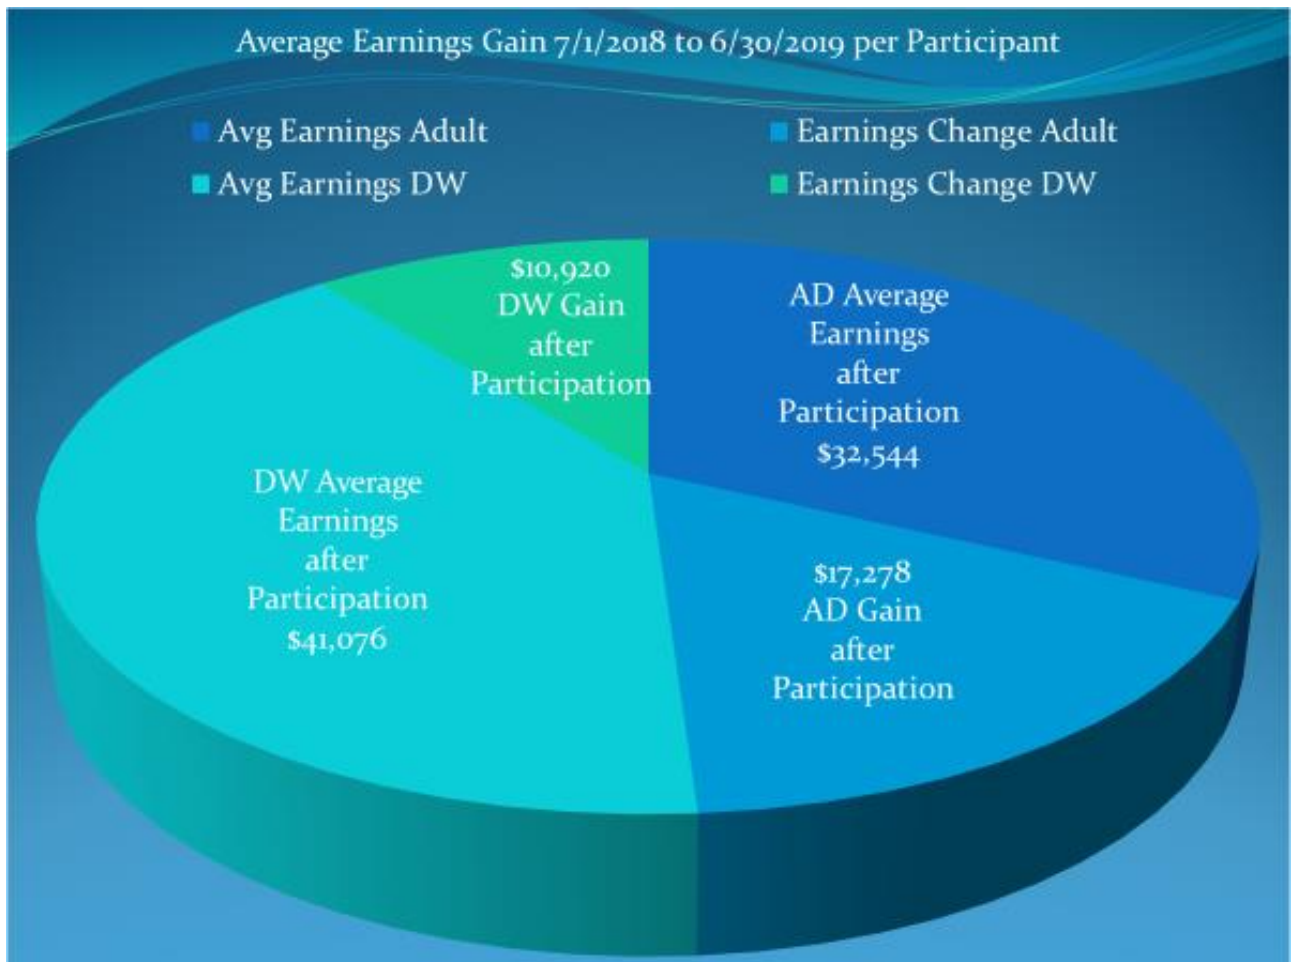 Average Earnings Gain 7/1/2018 to 6/30/2019 per Participant
Avg Earnings Adult
Earnings Change Adult
Avg Earnings DW
Earnings Change DW
$10,920
DW Gain
after
Participation
AD Average
Earnings
after
Participation
$32,544
DW Average
Earnings
after
Participation
$41,076
$17,278
AD Gain
after
Participation